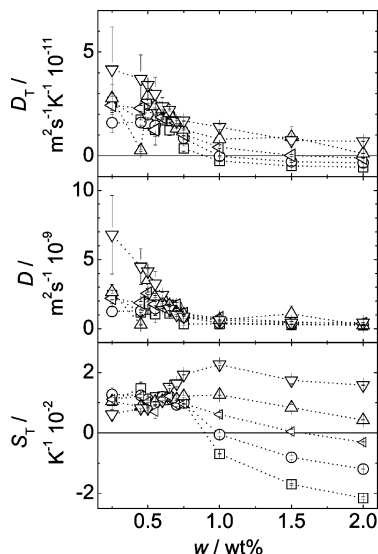 D_T /
m²s⁻¹K⁻¹ 10⁻¹¹
5
0
D /
m²s⁻¹ 10⁻⁹
10
5
0
S_T /
K⁻¹ 10⁻²
2
0
-2
0.5 1.0 1.5 2.0
w / wt%